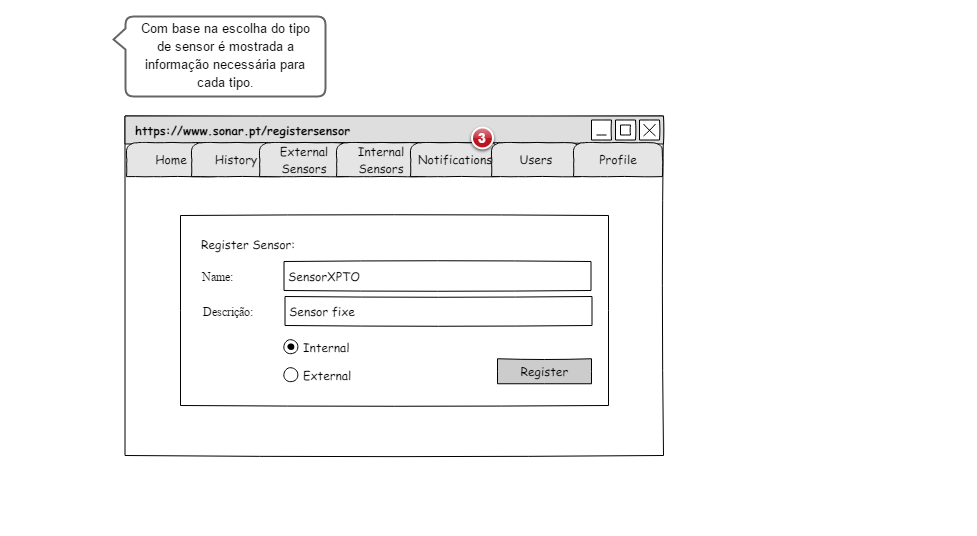 Com base na escolha do tipo
de sensor é mostrada a
informação necessária para
cada tipo.
https://www.sonar.pt/registersensor
3
Home
History
External
Sensors
Internal
Sensors
Notifications
Users
Profile
Register Sensor:
Name:
SensorXPTO
Descrição:
Sensor fixe
Internal
External
Register